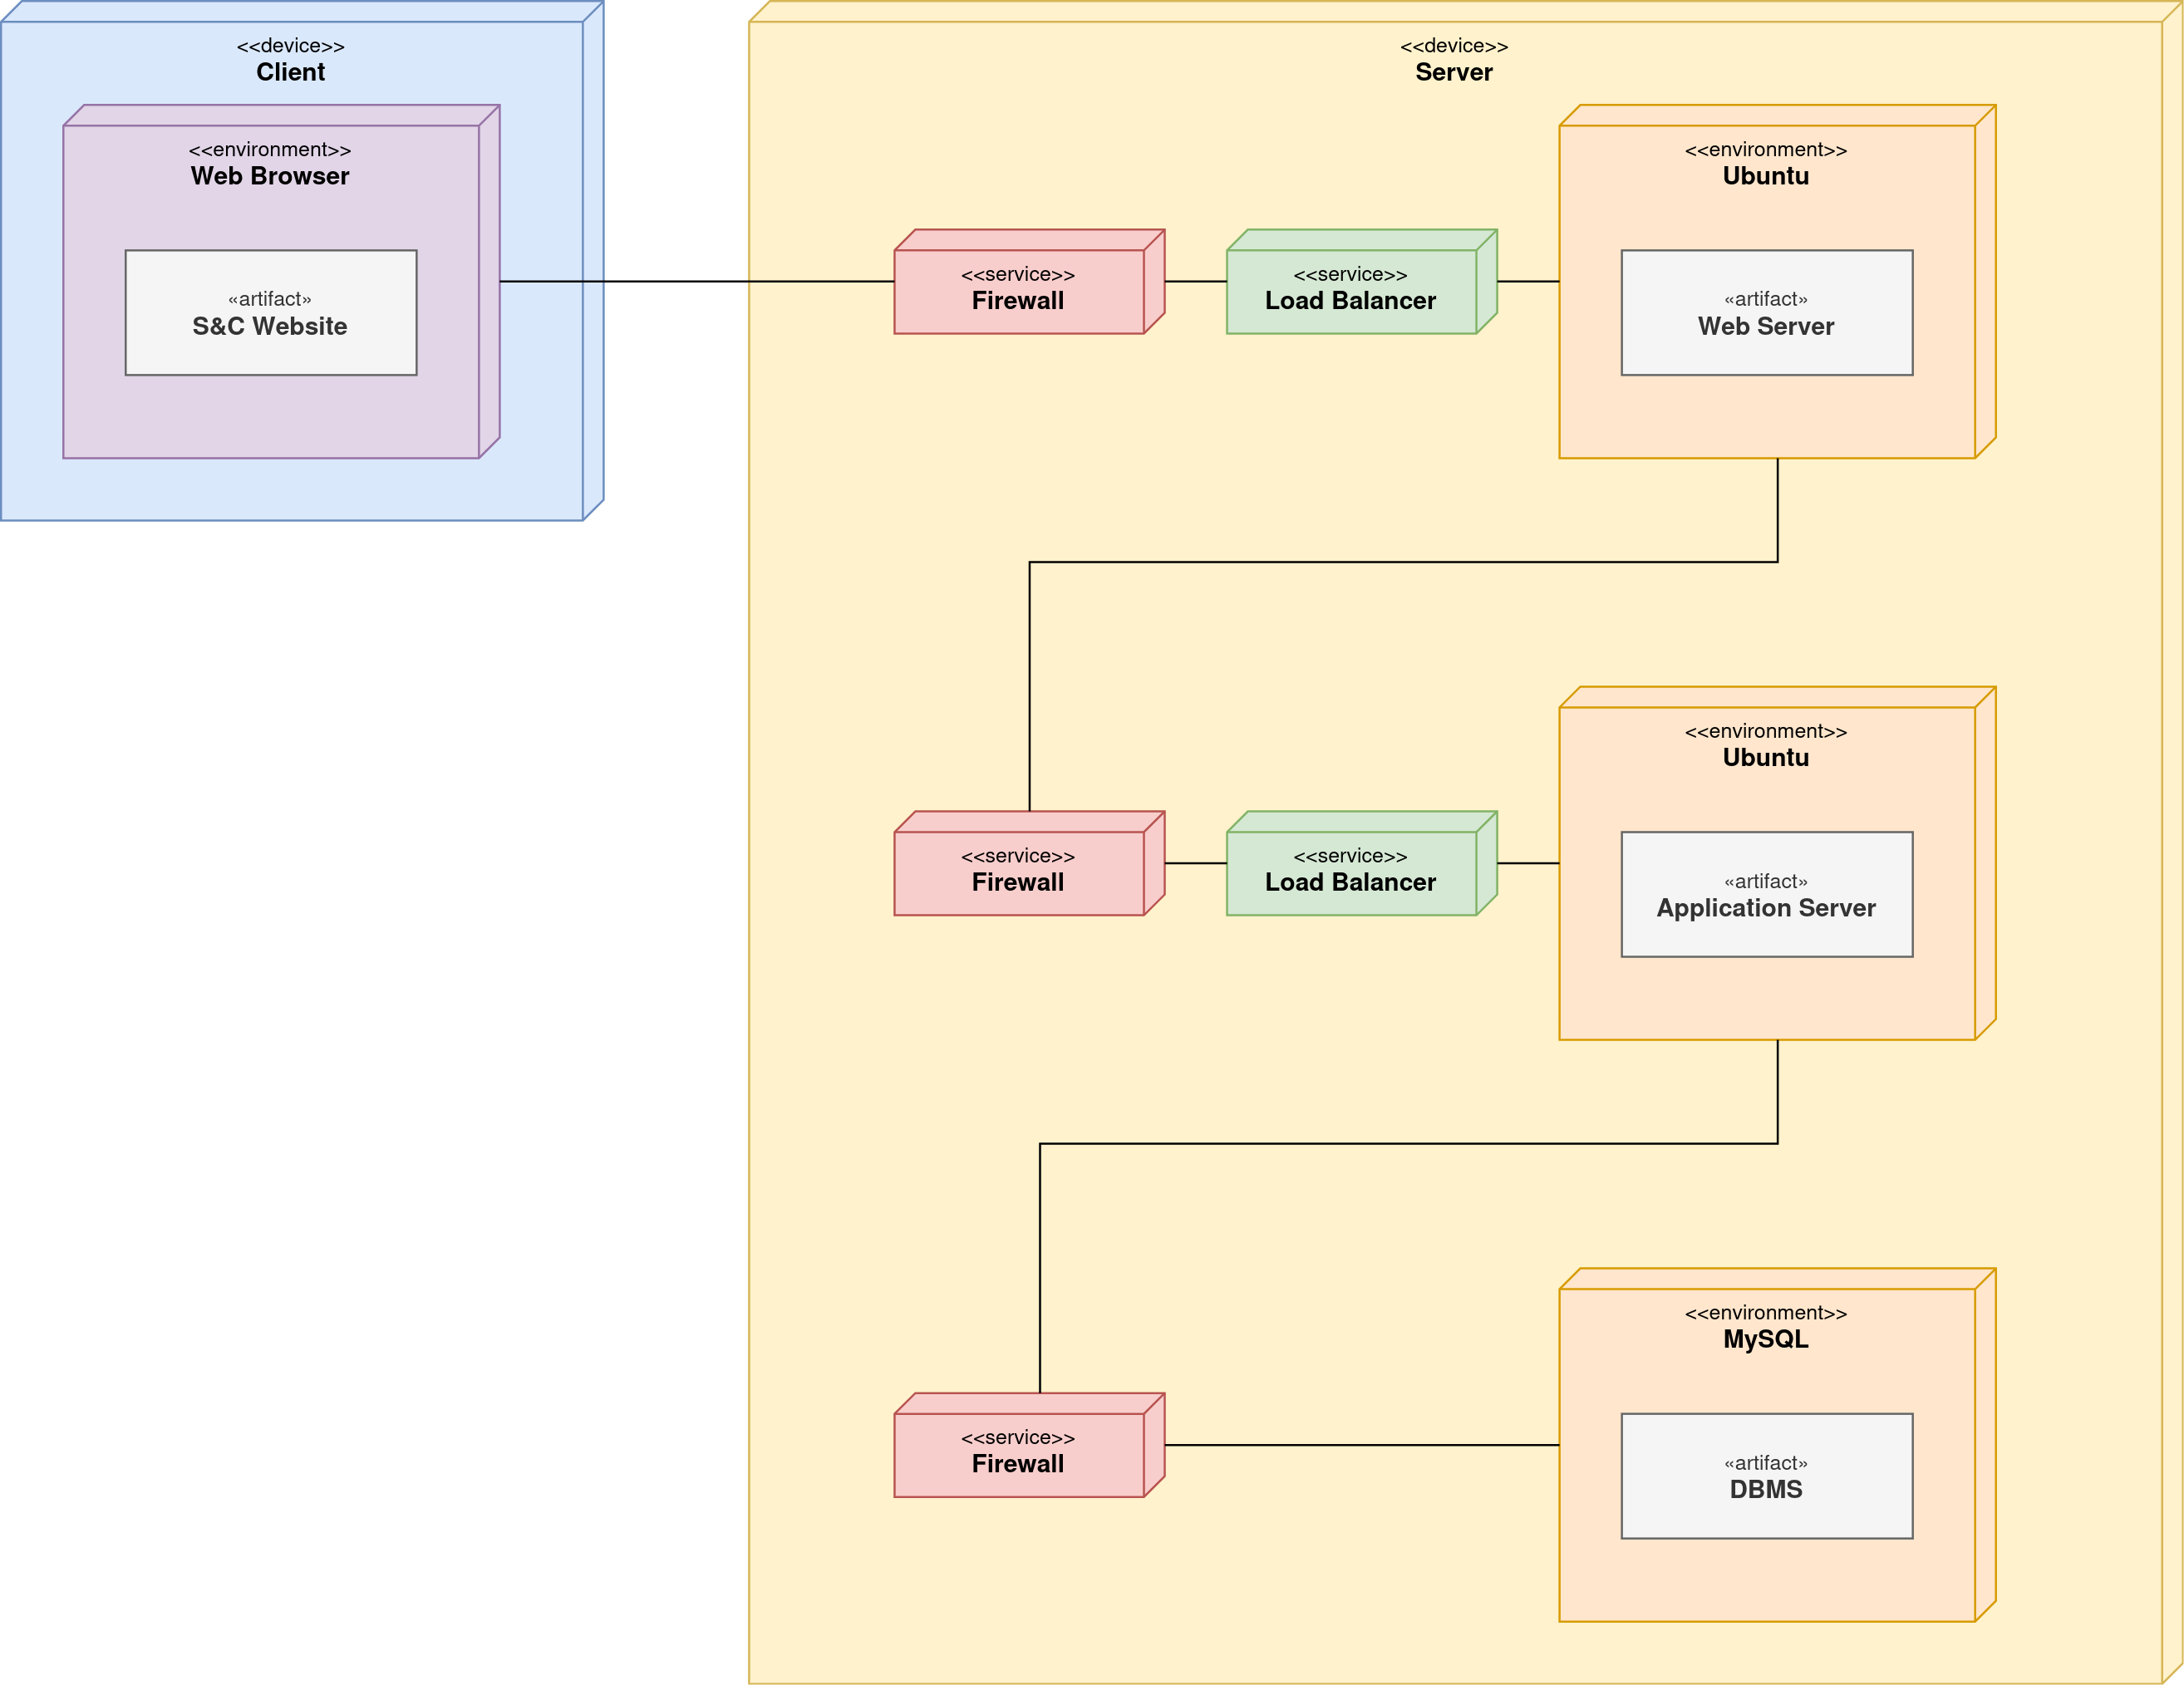 <<device>>
Client
<<environment>>
Web Browser
«artifact»
S&C Website
<<device>>
Server
<<service>>
Firewall
<<service>>
Load Balancer
<<environment>>
Ubuntu
«artifact»
Web Server
<<service>>
Firewall
<<service>>
Load Balancer
<<environment>>
Ubuntu
«artifact»
Application Server
<<service>>
Firewall
<<environment>>
MySQL
«artifact»
DBMS